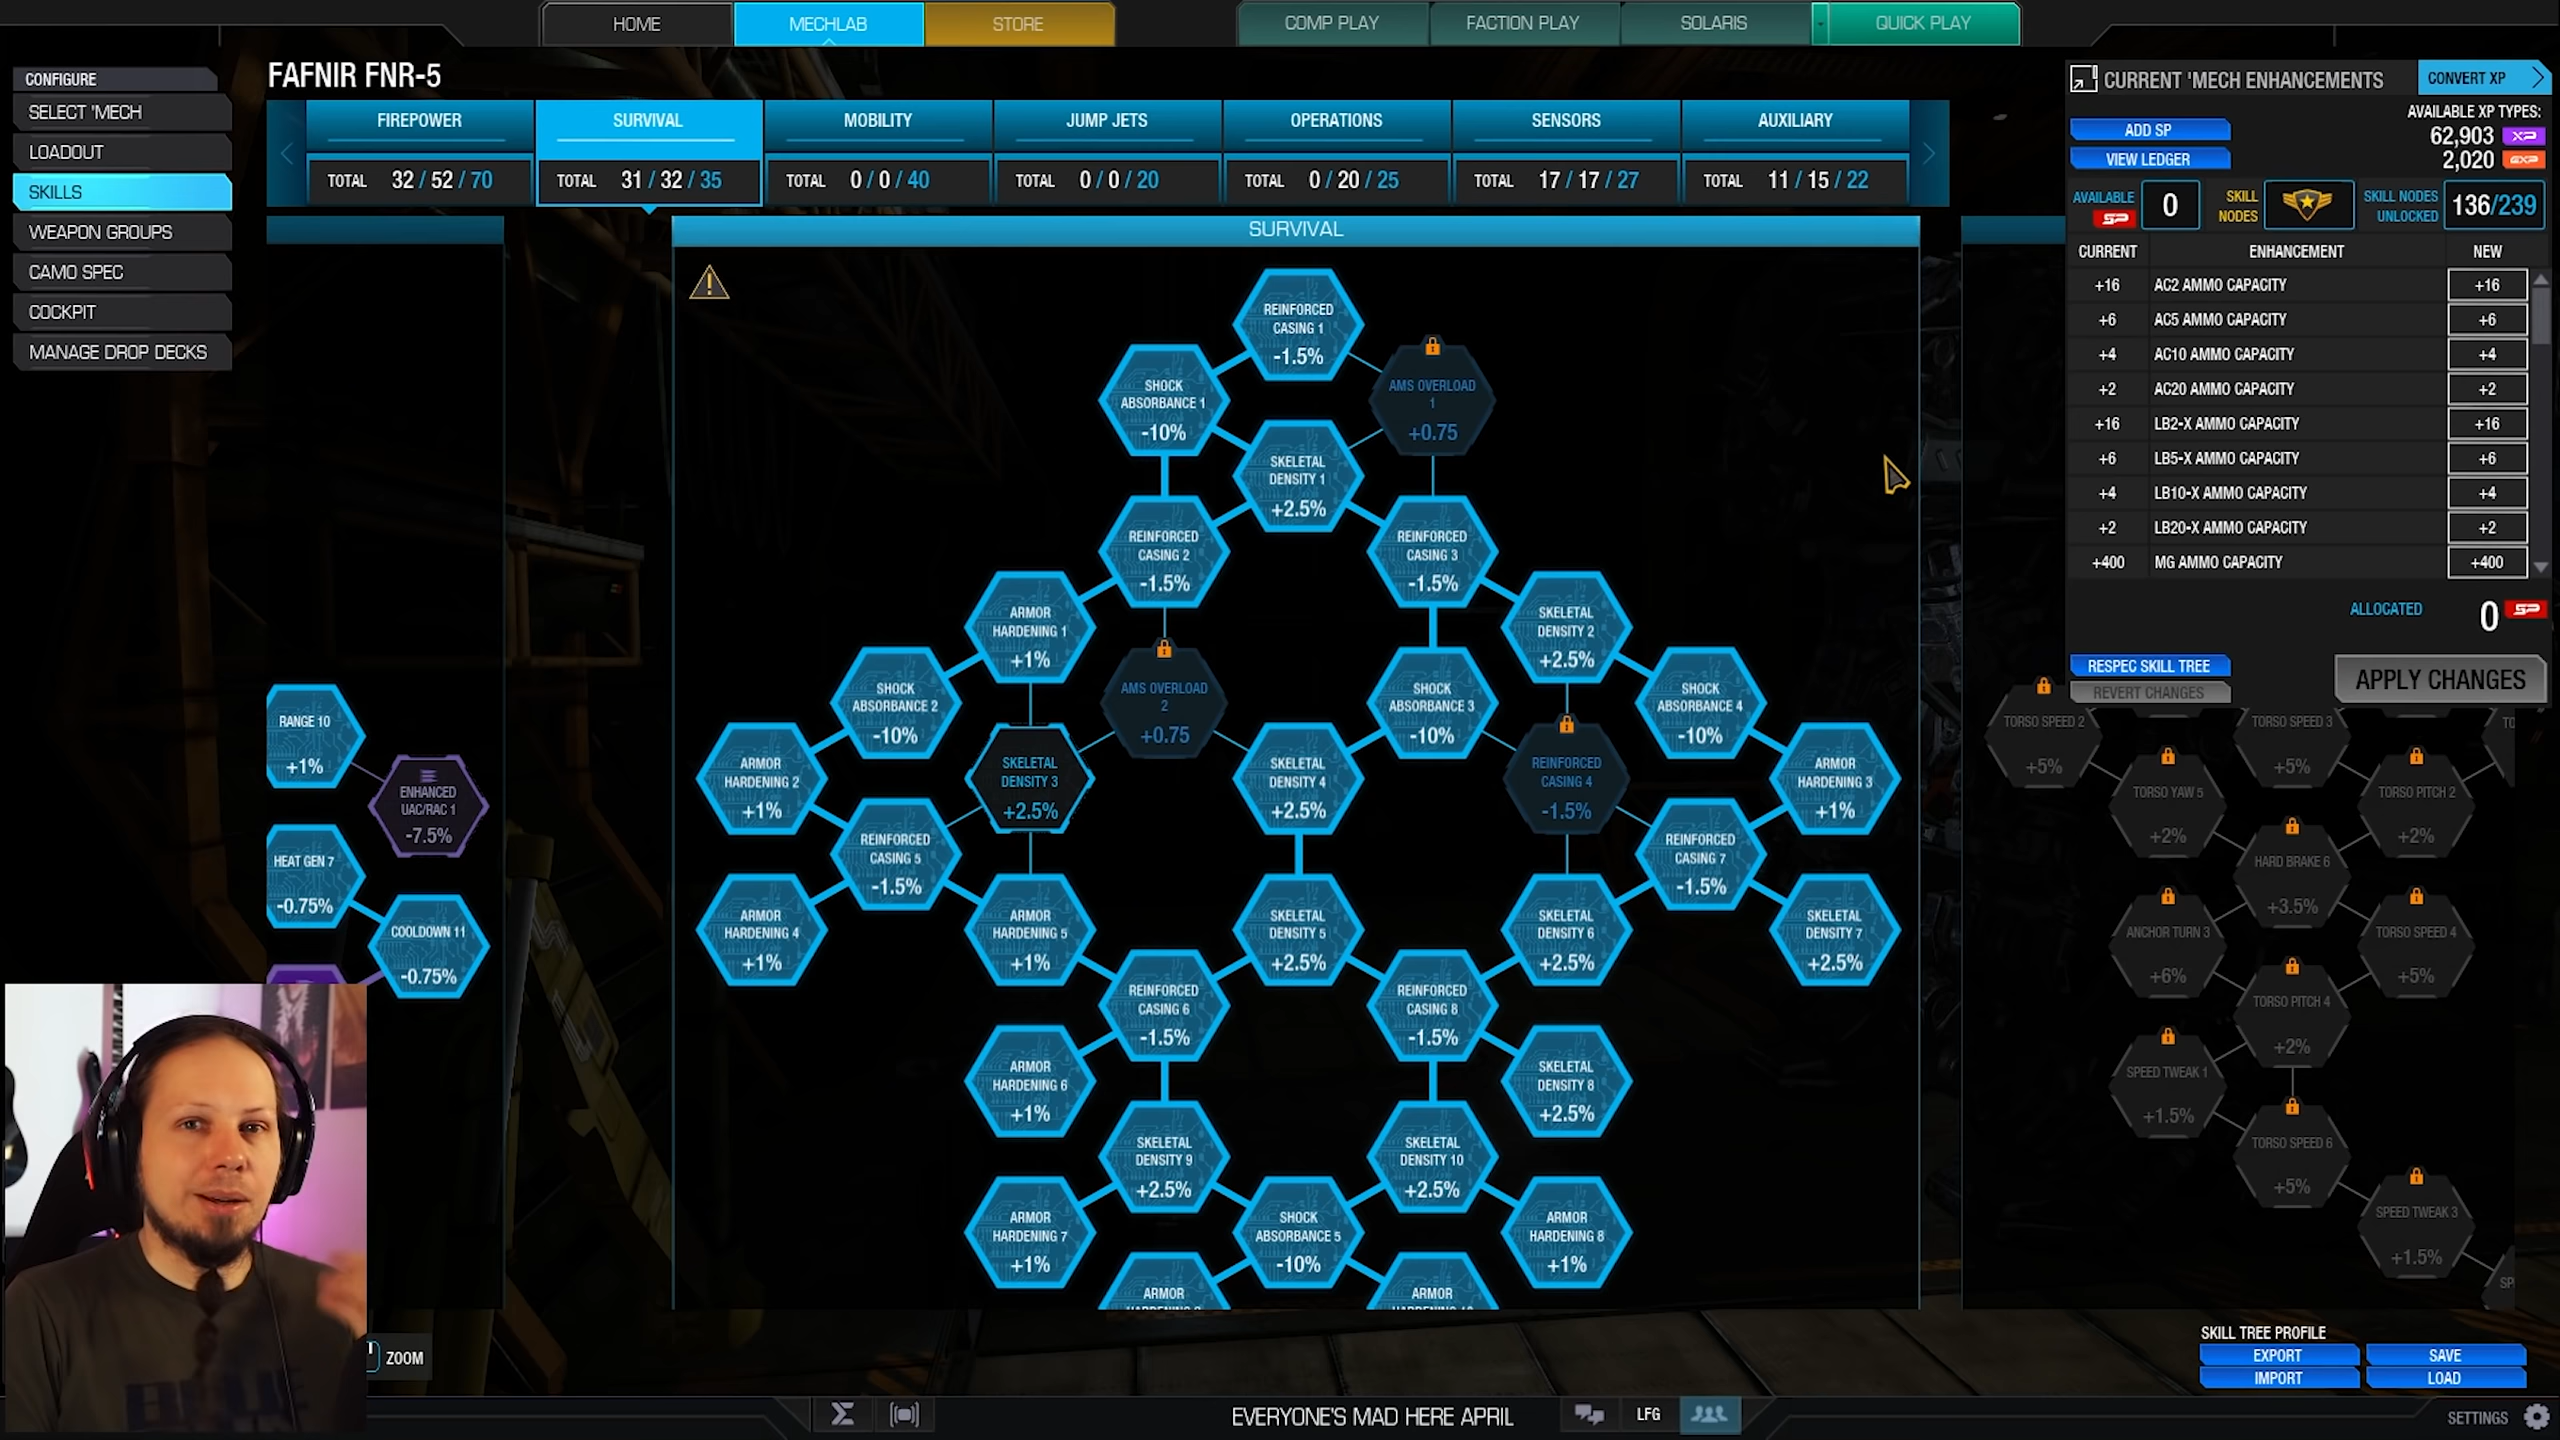 HOME
MECHLAB
STORE
COMP PLAY
FACTION PLAY
SOLARIS
QUICK PLAY
CONFIGURE
SELECT 'MECH
LOADOUT
SKILLS
WEAPON GROUPS
CAMO SPEC
COCKPIT
MANAGE DROP DECKS
FAFNIR FNR-5
FIREPOWER
TOTAL 32 / 52 / 70
SURVIVAL
TOTAL 31 / 32 / 35
MOBILITY
TOTAL 0 / 0 / 40
JUMP JETS
TOTAL 0 / 0 / 20
OPERATIONS
TOTAL 0 / 20 / 25
SENSORS
TOTAL 17 / 17 / 27
AUXILIARY
TOTAL 11 / 15 / 22
SURVIVAL
REINFORCED
CASING 1
-1.5%
SHOCK
ABSORBANCE 1
-10%
AMS OVERLOAD
1
+0.75
SKELETAL
DENSITY 1
+2.5%
REINFORCED
CASING 2
-1.5%
REINFORCED
CASING 3
-1.5%
ARMOR
HARDENING 1
+1%
SKELETAL
DENSITY 2
+2.5%
SHOCK
ABSORBANCE 2
-10%
AMS OVERLOAD
2
+0.75
SHOCK
ABSORBANCE 3
-10%
SHOCK
ABSORBANCE 4
-10%
ARMOR
HARDENING 2
+1%
SKELETAL
DENSITY 3
+2.5%
SKELETAL
DENSITY 4
+2.5%
REINFORCED
CASING 4
-1.5%
ARMOR
HARDENING 3
+1%
REINFORCED
CASING 5
-1.5%
REINFORCED
CASING 7
-1.5%
ARMOR
HARDENING 4
+1%
ARMOR
HARDENING 5
+1%
SKELETAL
DENSITY 5
+2.5%
SKELETAL
DENSITY 6
+2.5%
SKELETAL
DENSITY 7
+2.5%
REINFORCED
CASING 6
-1.5%
REINFORCED
CASING 8
-1.5%
ARMOR
HARDENING 6
+1%
SKELETAL
DENSITY 8
+2.5%
SKELETAL
DENSITY 9
+2.5%
SKELETAL
DENSITY 10
+2.5%
ARMOR
HARDENING 7
+1%
SHOCK
ABSORBANCE 5
-10%
ARMOR
HARDENING 8
+1%
ARMOR
ARMOR
RANGE 10
+1%
ENHANCED
UAC/RAC 1
-7.5%
HEAT GEN 7
-0.75%
COOLDOWN 11
-0.75%
CURRENT 'MECH ENHANCEMENTS
CONVERT XP
AVAILABLE XP TYPES:
ADD SP
62,903 XP
VIEW LEDGER
2,020 GXP
AVAILABLE
SP
0
SKILL
NODES
SKILL NODES
UNLOCKED
136/239
CURRENT ENHANCEMENT NEW
+16 AC2 AMMO CAPACITY +16
+6 AC5 AMMO CAPACITY +6
+4 AC10 AMMO CAPACITY +4
+2 AC20 AMMO CAPACITY +2
+16 LB2-X AMMO CAPACITY +16
+6 LB5-X AMMO CAPACITY +6
+4 LB10-X AMMO CAPACITY +4
+2 LB20-X AMMO CAPACITY +2
+400 MG AMMO CAPACITY +400
ALLOCATED 0 SP
RESPEC SKILL TREE
REVERT CHANGES
APPLY CHANGES
TORSO SPEED 2
+5%
TORSO SPEED 3
+5%
TORSO YAW 5
+2%
TORSO PITCH 2
+2%
HARD BRAKE 6
+3.5%
ANCHOR TURN 3
+6%
TORSO SPEED 4
+5%
TORSO PITCH 4
+2%
SPEED TWEAK 1
+1.5%
TORSO SPEED 6
+5%
SPEED TWEAK 3
+1.5%
SP
ZOOM
SKILL TREE PROFILE
EXPORT
SAVE
IMPORT
LOAD
EVERYONE'S MAD HERE APRIL
LFG
SETTINGS